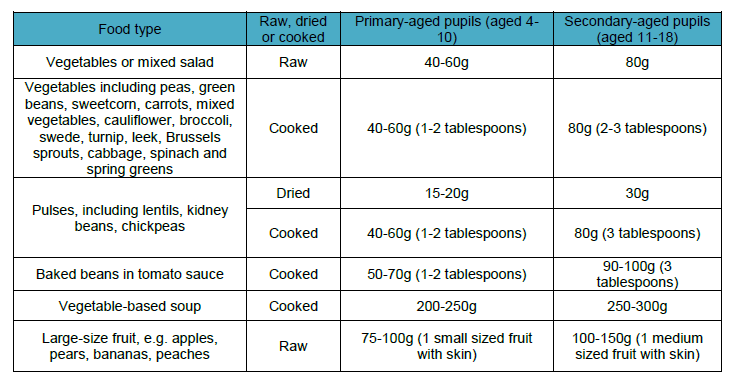 Food type
Raw, dried
or cooked
Primary-aged pupils (aged 4-
10)
Secondary-aged pupils
(aged 11-18)
Vegetables or mixed salad
Raw
40-60g
80g
Vegetables including peas, green
beans, sweetcorn, carrots, mixed
vegetables, cauliflower, broccoli,
swede, turnip, leek, Brussels
sprouts, cabbage, spinach and
spring greens
Cooked
40-60g (1-2 tablespoons)
80g (2-3 tablespoons)
Pulses, including lentils, kidney
beans, chickpeas
Dried
15-20g
30g
Cooked
40-60g (1-2 tablespoons)
80g (3 tablespoons)
Baked beans in tomato sauce
Cooked
50-70g (1-2 tablespoons)
90-100g (3
tablespoons)
Vegetable-based soup
Cooked
200-250g
250-300g
Large-size fruit, e.g. apples,
pears, bananas, peaches
Raw
75-100g (1 small sized fruit
with skin)
100-150g (1 medium
sized fruit with skin)